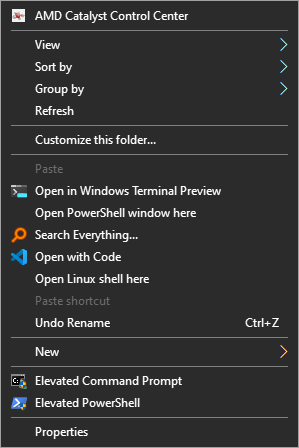 AMD Catalyst Control Center
View
Sort by
Group by
Refresh
Customize this folder...
Paste
Open in Windows Terminal Preview
Open PowerShell window here
Search Everything...
Open with Code
Open Linux shell here
Paste shortcut
Undo Rename Ctrl+Z
New
Elevated Command Prompt
Elevated PowerShell
Properties